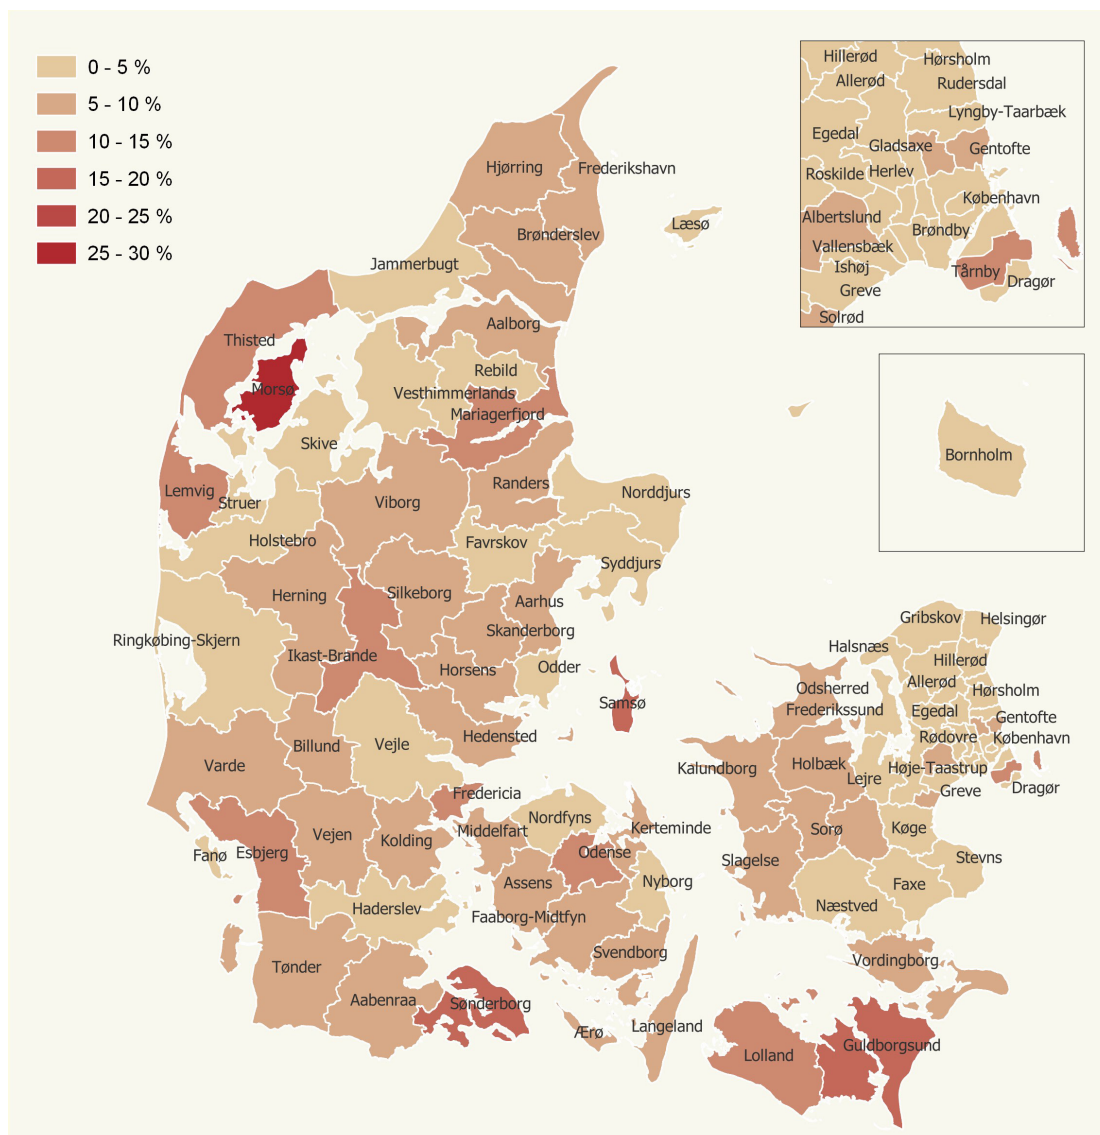 0 - 5 %
5 - 10 %
10 - 15 %
15 - 20 %
20 - 25 %
25 - 30 %
Hillerød
Hørsholm
Allerød
Rudersdal
Lyngby-Taarbæk
Egedal
Gladsaxe
Gentofte
Roskilde
Herlev
København
Albertslund
Brøndby
Vallensbæk
Ishøj
Tårnby
Dragør
Greve
Solrød
Bornholm
Hjørring
Frederikshavn
Læsø
Brønderslev
Jammerbugt
Aalborg
Thisted
Rebild
Morsø
Vesthimmerlands
Mariagerfjord
Skive
Randers
Lemvig
Norddjurs
Struer
Viborg
Holstebro
Favrskov
Syddjurs
Herning
Silkeborg
Aarhus
Skanderborg
Ringkøbing-Skjern
Ikast-Brande
Horsens
Odder
Samsø
Hedensted
Billund
Vejle
Varde
Fredericia
Vejen
Kolding
Middelfart
Nordfyns
Kerteminde
Fanø
Esbjerg
Odense
Assens
Nyborg
Haderslev
Faaborg-Midtfyn
Svendborg
Tønder
Aabenraa
Sønderborg
Ærø
Langeland
Gribskov
Helsingør
Halsnæs
Hillerød
Allerød
Hørsholm
Odsherred
Frederikssund
Egedal
Gentofte
Rødovre
København
Kalundborg
Holbæk
Lejre
Høje-Taastrup
Dragør
Greve
Sorø
Køge
Slagelse
Stevns
Faxe
Næstved
Vordingborg
Guldborgsund
Lolland